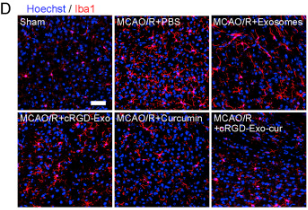 D
Hoechst / Iba1
Sham
MCAO/R+PBS
MCAO/R+Exosomes
MCAO/R+cRGD-Exo
MCAO/R+Curcumin
MCAO/R
+cRGD-Exo-cur